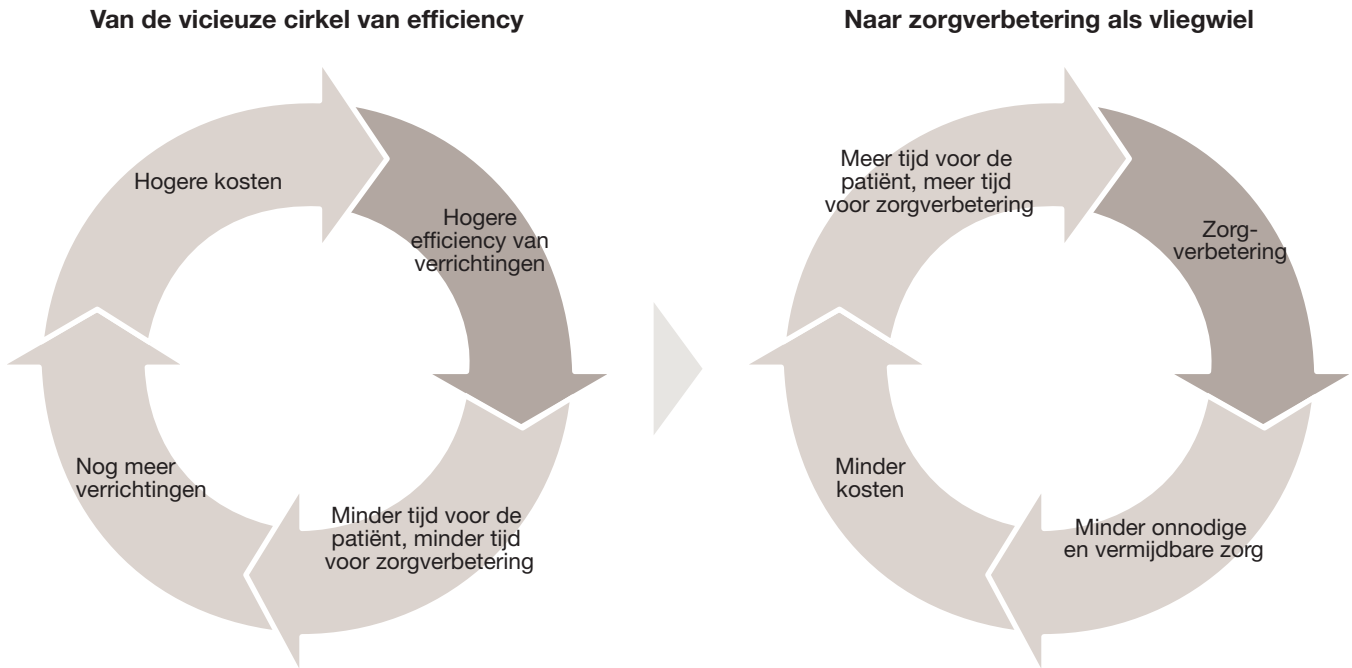 Van de vicieuze cirkel van efficiency
Hogere kosten
Hogere
efficiency van
verrichtingen
Minder tijd voor de
patiënt, minder tijd
voor zorgverbetering
Nog meer
verrichtingen
Naar zorgverbetering als vliegwiel
Meer tijd voor de
patiënt, meer tijd
voor zorgverbetering
Zorg-
verbetering
Minder onnodige
en vermijdbare zorg
Minder
kosten